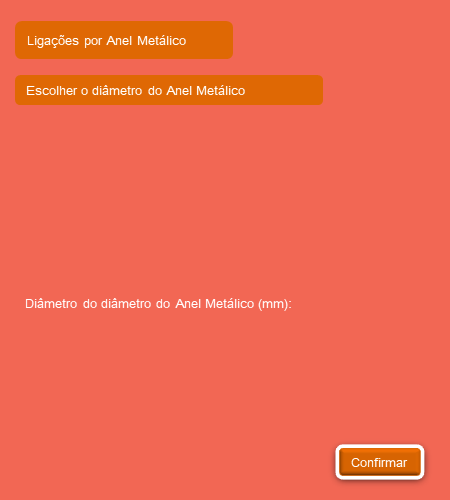 Ligações por Anel Metálico
Escolher o diâmetro do Anel Metálico
Diâmetro do diâmetro do Anel Metálico (mm):
Confirmar